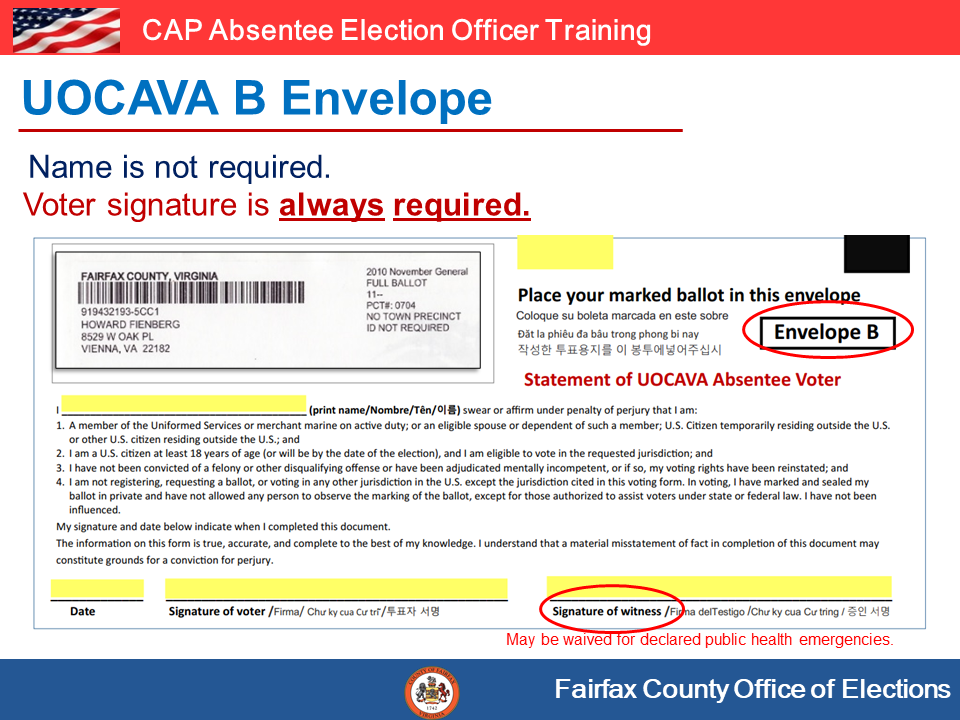 CAP Absentee Election Officer Training
UOCAVA B Envelope
Name is not required.
Voter signature is always required.
FAIRFAX COUNTY, VIRGINIA
919432193-5CC1
HOWARD FIENBERG
8529 W OAK PL
VIENNA, VA 22182
2010 November General
FULL BALLOT
11--
PCT#: 0704
NO TOWN PRECINCT
ID NOT REQUIRED
Place your marked ballot in this envelope
Coloque su boleta marcada en este sobre
Đăt la phiêu đa bâu trong phong bi nay
작성한 투표용지를 이 봉투에넣어주십시
Envelope B
Statement of UOCAVA Absentee Voter
I (print name/Nombre/Tên/이름) swear or affirm under penalty of perjury that I am:
1. A member of the Uniformed Services or merchant marine on active duty; or an eligible spouse or dependent of such a member; U.S. Citizen temporarily residing outside the U.S.
or other U.S. citizen residing outside the U.S.; and
2. I am a U.S. citizen at least 18 years of age (or will be by the date of the election), and I am eligible to vote in the requested jurisdiction; and
3. I have not been convicted of a felony or other disqualifying offense or have been adjudicated mentally incompetent, or if so, my voting rights have been reinstated; and
4. I am not registering, requesting a ballot, or voting in any other jurisdiction in the U.S. except the jurisdiction cited in this voting form. In voting, I have marked and sealed my
ballot in private and have not allowed any person to observe the marking of the ballot, except for those authorized to assist voters under state or federal law. I have not been
influenced.
My signature and date below indicate when I completed this document.
The information on this form is true, accurate, and complete to the best of my knowledge. I understand that a material misstatement of fact in completion of this document may
constitute grounds for a conviction for perjury.
Date
Signature of voter /Firma/ Chư ky cua Cư tri/투표자 서명
Signature of witness /Firma delTestigo /Chư ky cua Cư tring / 증인 서명
May be waived for declared public health emergencies.
COUNTY OF FAIRFAX
1742
VIRGINIA
Fairfax County Office of Elections